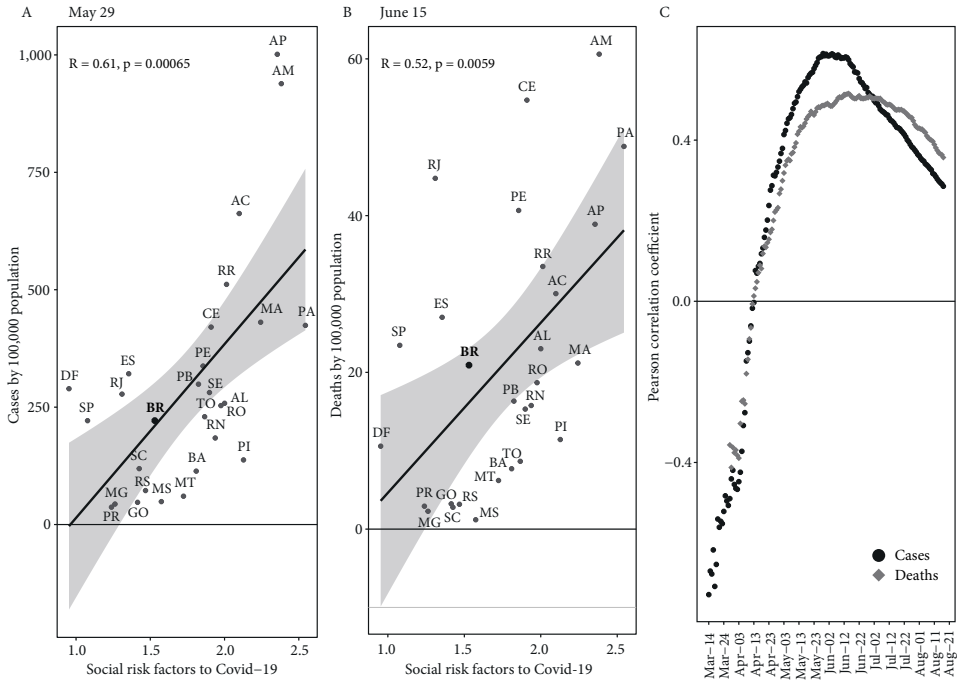 A May 29
R = 0.61, p = 0.00065
Cases by 100,000 population
1,000
750
500
250
0
AP
AM
AC
RR
MA
PA
CE
PE
ES
DF
RJ
PB
SE
SP
BR
TO
AL
RO
RN
PI
SC
BA
RS
MS
MT
MG
PR
GO
1.0 1.5 2.0 2.5
Social risk factors to Covid−19
B June 15
R = 0.52, p = 0.0059
Deaths by 100,000 population
60
40
20
0
AM
CE
PA
RJ
PE
AP
RR
AC
ES
SP
AL
BR
MA
RO
PB
RN
SE
DF
PI
TO
BA
MT
PR
GO
RS
MG
SC
MS
1.0 1.5 2.0 2.5
Social risk factors to Covid−19
C
Pearson correlation coefficient
0.4
0.0
−0.4
Cases
Deaths
Mar−14
Mar−24
Apr−03
Apr−13
Apr−23
May−03
May−13
May−23
Jun−02
Jun−12
Jun−22
Jul−02
Jul−12
Jul−22
Aug−01
Aug−11
Aug−21